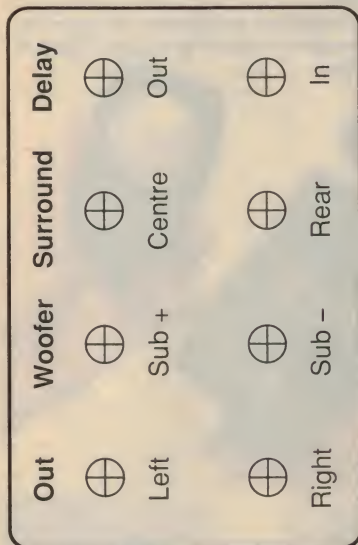 Out Woofer Surround Delay
Left Sub + Centre Out
Right Sub – Rear In